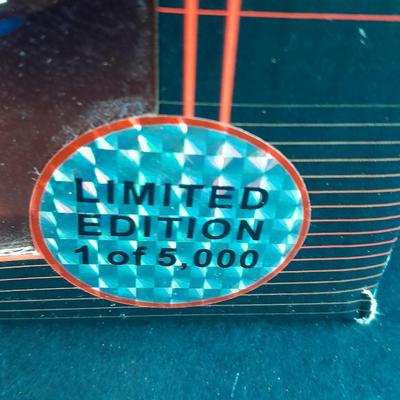 LIMITED
EDITION
1 of 5,000